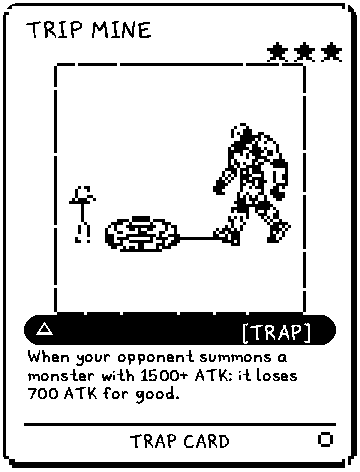 TRIP MINE
[TRAP]
When your opponent summons a
monster with 1500+ ATK: it loses
700 ATK for good.
TRAP CARD